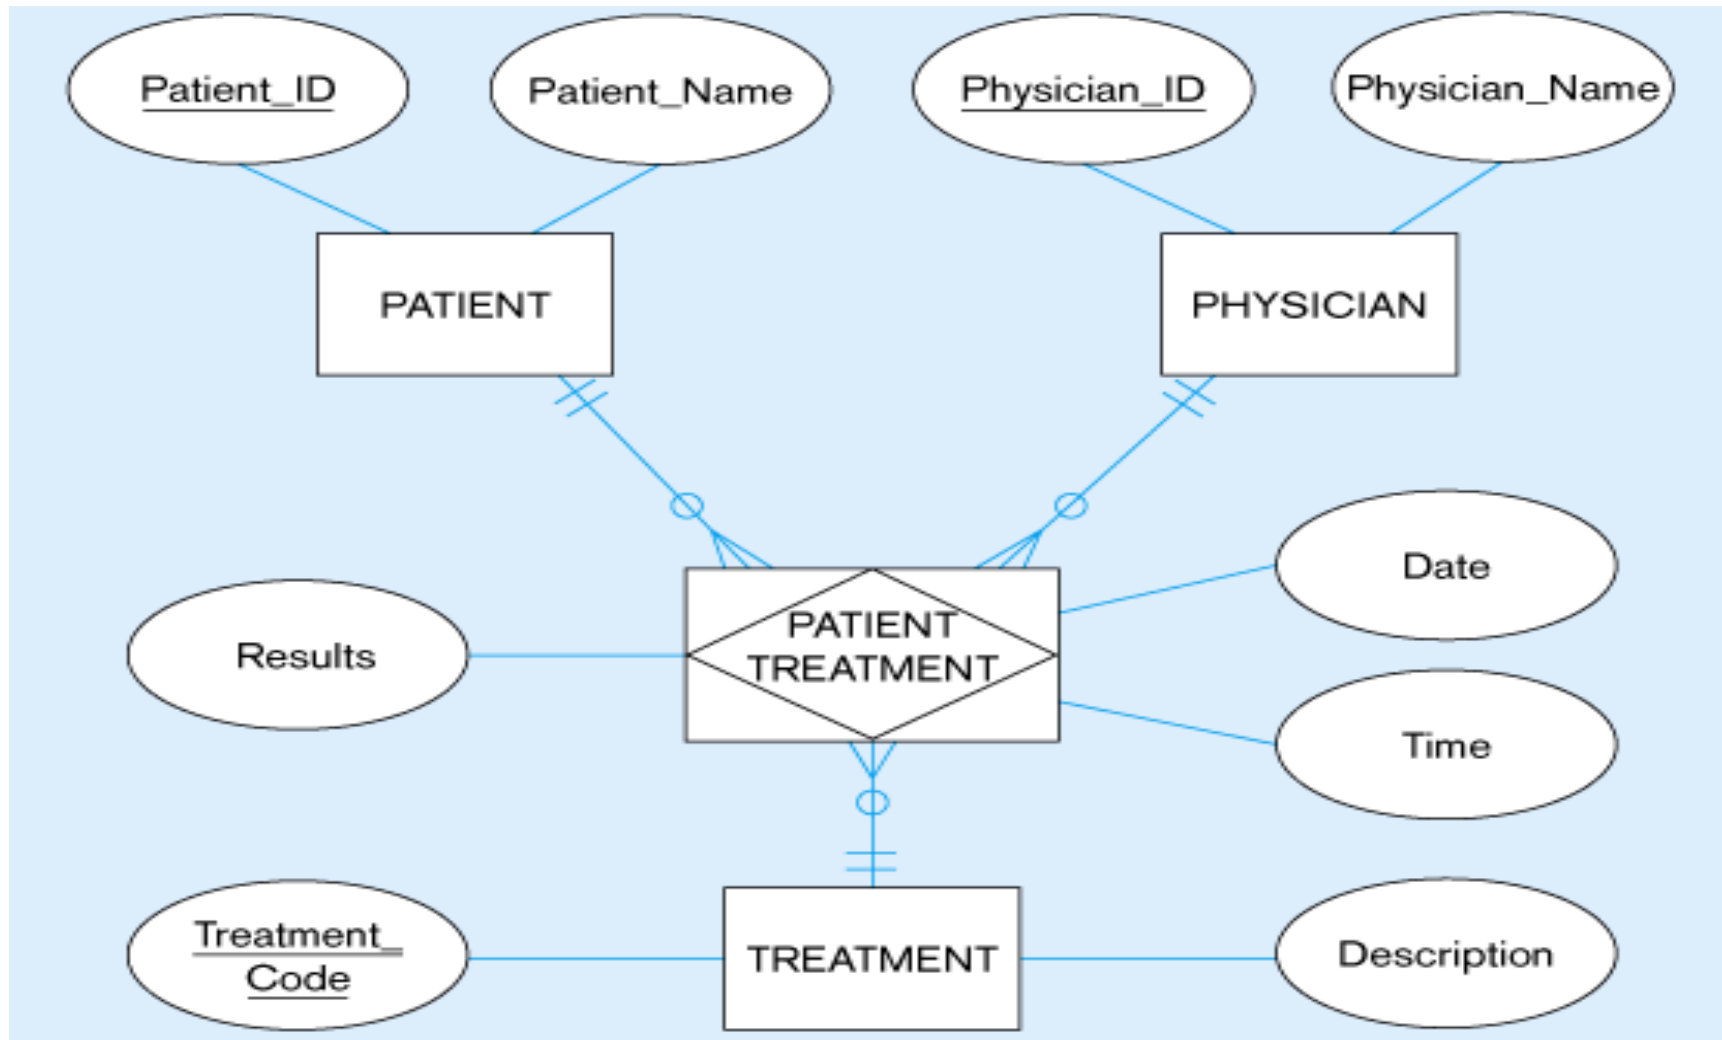 Patient_ID
Patient_Name
Physician_ID
Physician_Name
PATIENT
PHYSICIAN
Date
PATIENT
TREATMENT
Results
Time
Treatment_
Code
TREATMENT
Description